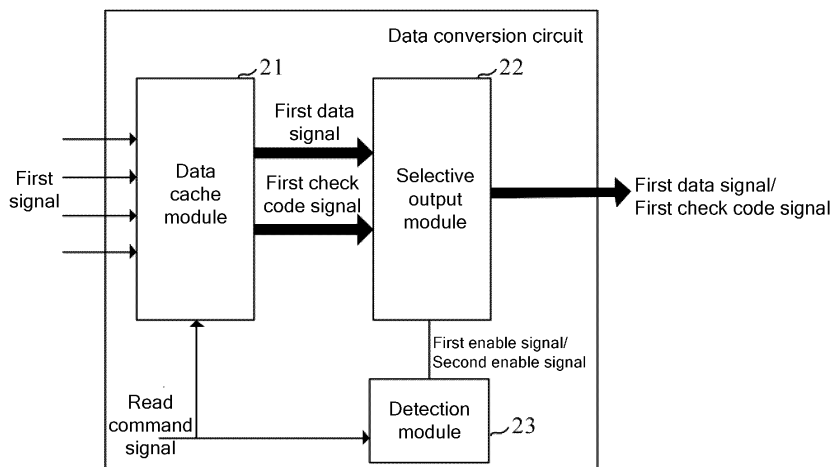 Data conversion circuit
21
22
First data
signal
First
signal
Data
cache
module
First check
code signal
Selective
output
module
First data signal/
First check code signal
First enable signal/
Second enable signal
Read
command
signal
Detection
module
23